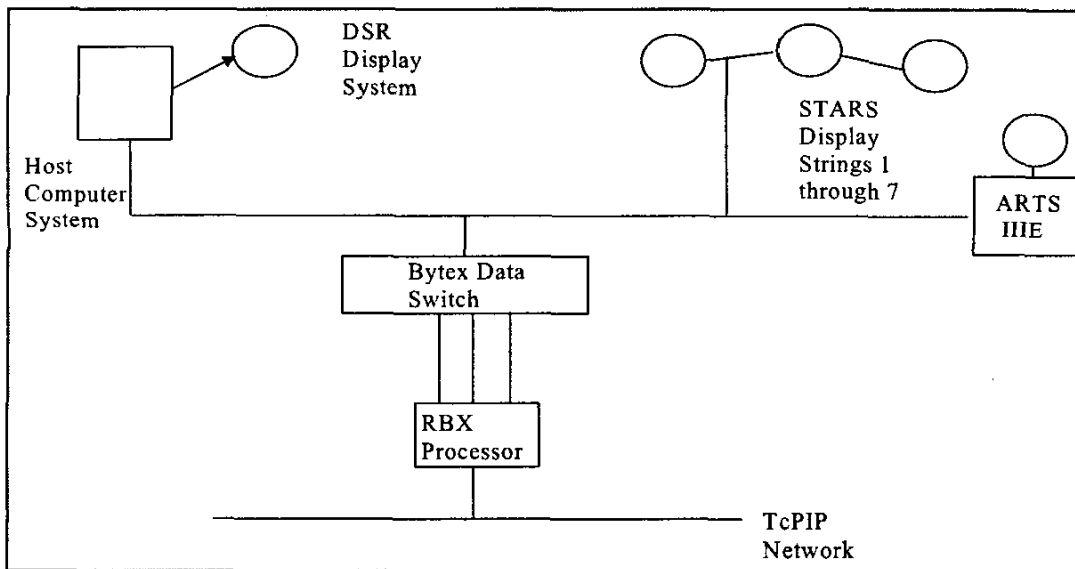 DSR
Display
System
STARS
Display
Strings 1
through 7
Host
Computer
System
ARTS
IIIE
Bytex Data
Switch
RBX
Processor
TcPIP
Network